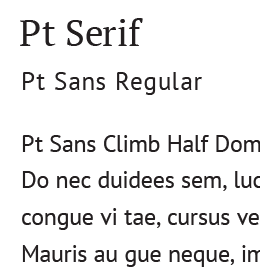 Pt Serif
Pt Sans Regular
Pt Sans Climb Half Dom
Do nec duidees sem, luc
congue vi tae, cursus ve
Mauris au gue neque, im